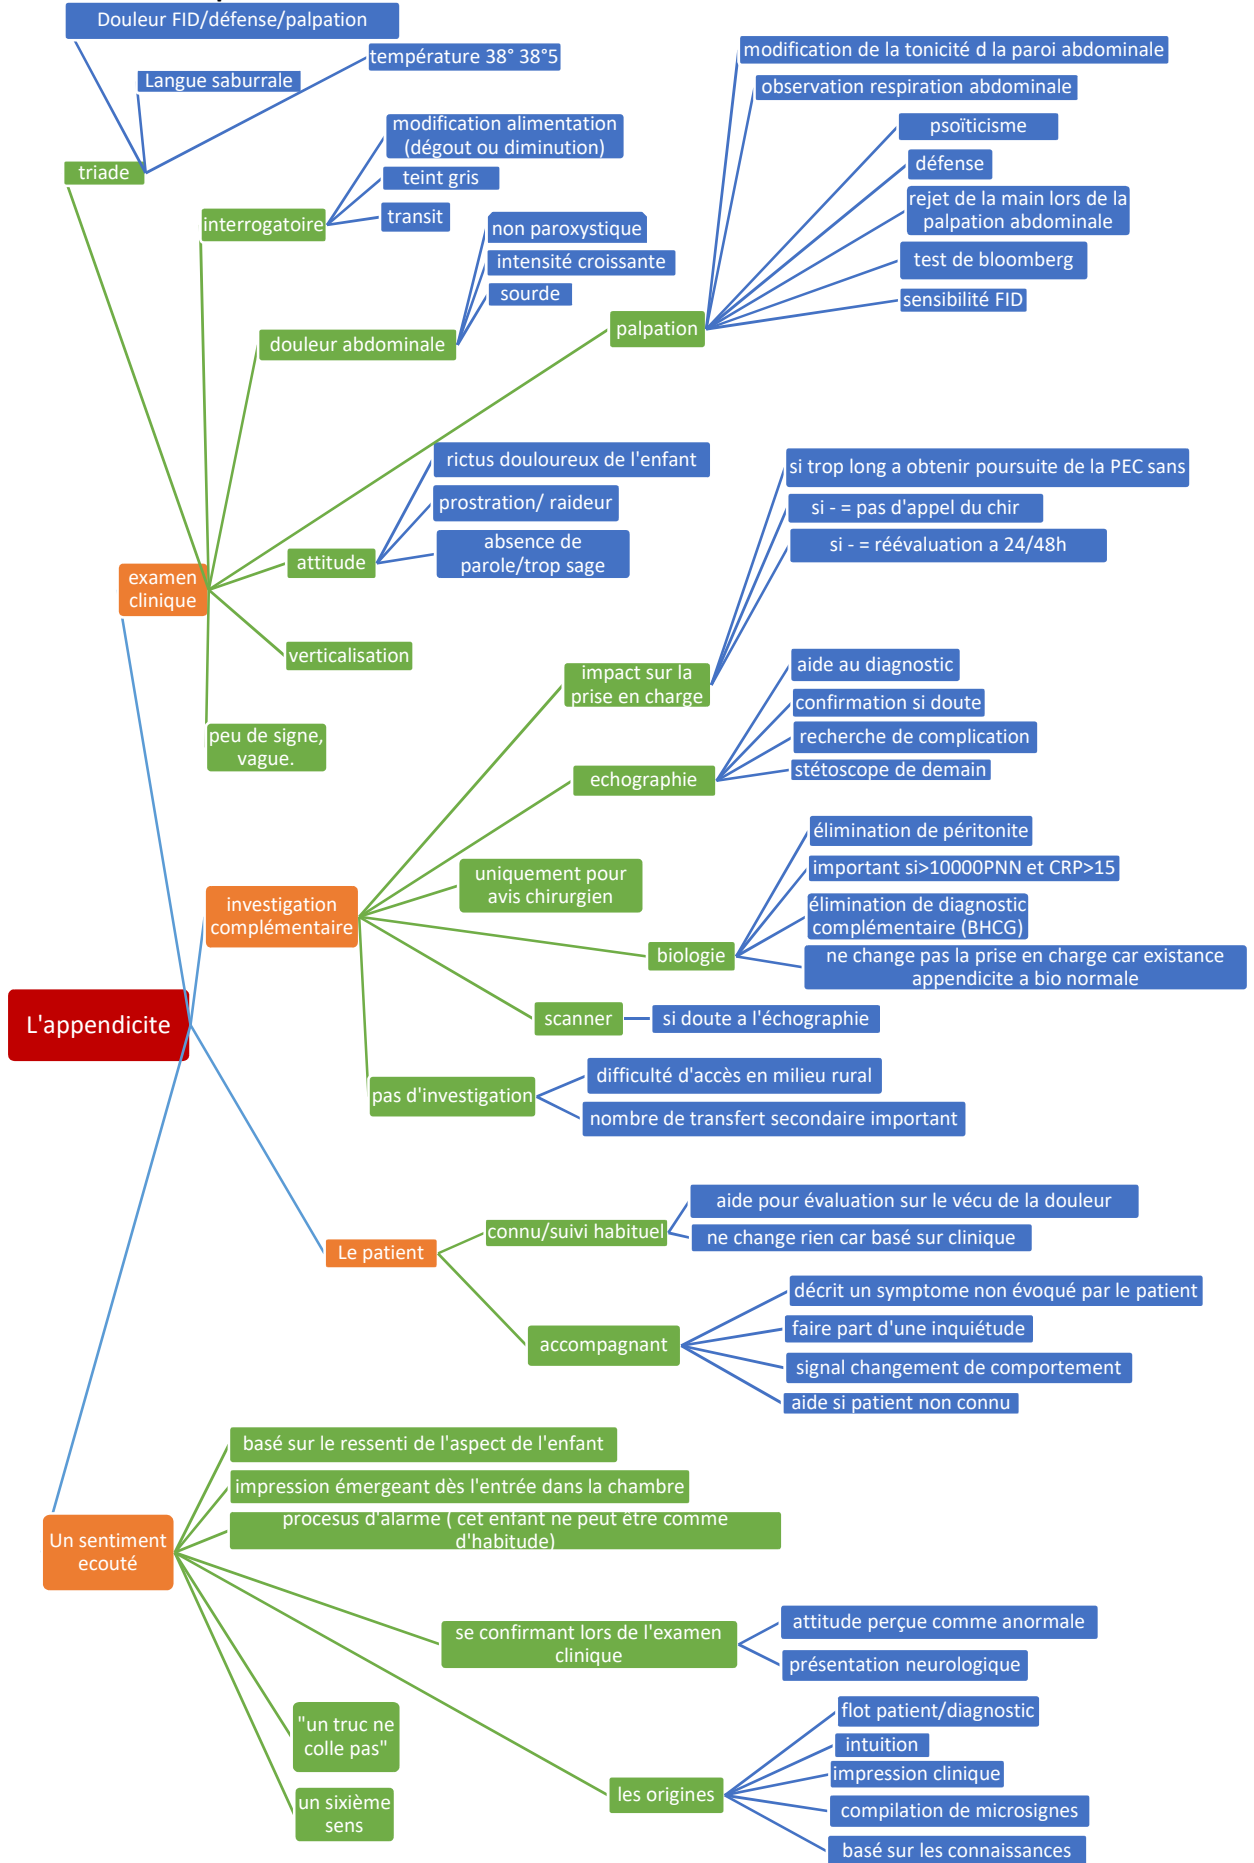 Douleur FID/défense/palpation
température 38° 38°5
Langue saburrale
triade
modification alimentation
(dégout ou diminution)
teint gris
transit
interrogatoire
non paroxystique
intensité croissante
sourde
douleur abdominale
modification de la tonicité d la paroi abdominale
observation respiration abdominale
psoïticisme
défense
rejet de la main lors de la
palpation abdominale
test de bloomberg
sensibilité FID
palpation
rictus douloureux de l'enfant
prostration/ raideur
absence de
parole/trop sage
attitude
examen
clinique
verticalisation
peu de signe,
vague.
si trop long a obtenir poursuite de la PEC sans
si - = pas d'appel du chir
si - = réévaluation a 24/48h
impact sur la
prise en charge
aide au diagnostic
confirmation si doute
recherche de complication
stétoscope de demain
echographie
uniquement pour
avis chirurgien
investigation
complémentaire
élimination de péritonite
important si>10000PNN et CRP>15
élimination de diagnostic
complémentaire (BHCG)
ne change pas la prise en charge car existance
appendicite a bio normale
biologie
scanner
si doute a l'échographie
L'appendicite
pas d'investigation
difficulté d'accès en milieu rural
nombre de transfert secondaire important
Le patient
connu/suivi habituel
aide pour évaluation sur le vécu de la douleur
ne change rien car basé sur clinique
accompagnant
décrit un symptome non évoqué par le patient
faire part d'une inquiétude
signal changement de comportement
aide si patient non connu
basé sur le ressenti de l'aspect de l'enfant
impression émergeant dès l'entrée dans la chambre
procesus d'alarme ( cet enfant ne peut être comme
d'habitude)
Un sentiment
ecouté
se confirmant lors de l'examen
clinique
attitude perçue comme anormale
présentation neurologique
"un truc ne
colle pas"
un sixième
sens
les origines
flot patient/diagnostic
intuition
impression clinique
compilation de microsignes
basé sur les connaissances